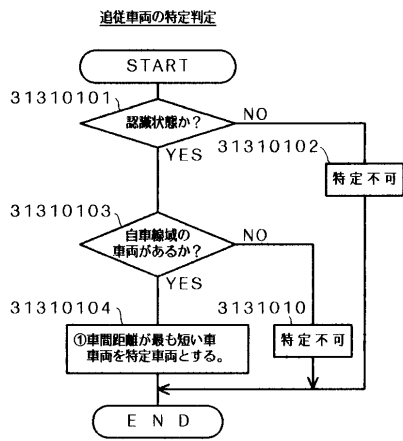 追従車両の特定判定
START
31310101
認識状態か?
NO
YES
31310102
特定不可
31310103
自車線域の
車両があるか?
NO
YES
31310104
3131010
①車間距離が最も短い車
車両を特定車両とする。
特定不可
END